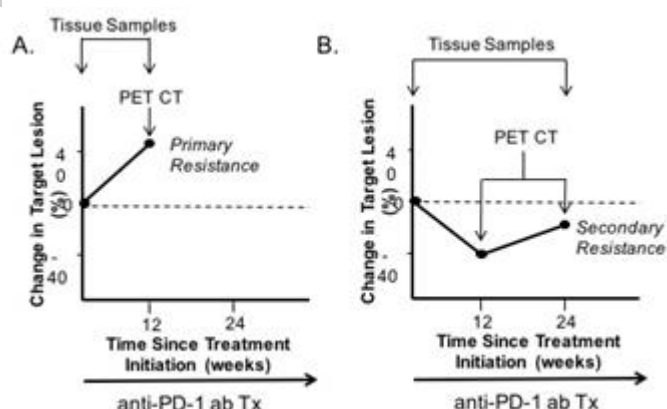 Tissue Samples
A.
PET CT
Primary
Resistance
Change in Target Lesion
(%)
4
0
0
-
40
12
24
Time Since Treatment
Initiation (weeks)
anti-PD-1 ab Tx
B.
Tissue Samples
PET CT
Secondary
Resistance
Change in Target Lesion
(%)
4
0
0
-
40
12
24
Time Since Treatment
Initiation (weeks)
anti-PD-1 ab Tx